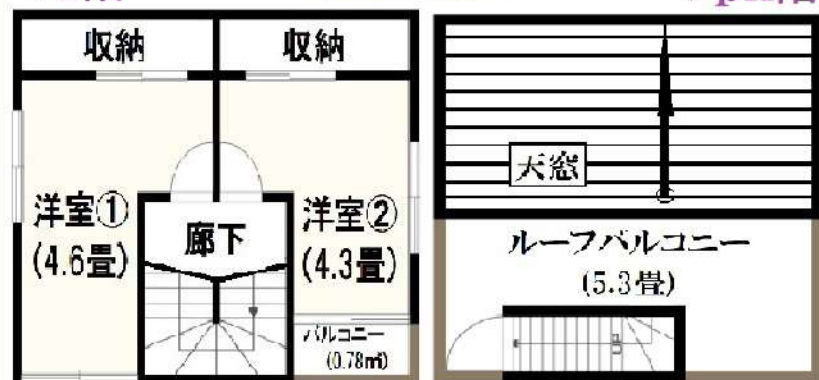 収納
収納
洋室①
(4.6畳)
廊下
洋室②
(4.3畳)
バルコニー
(0.78㎡)
天窓
ルーフバルコニー
(5.3畳)